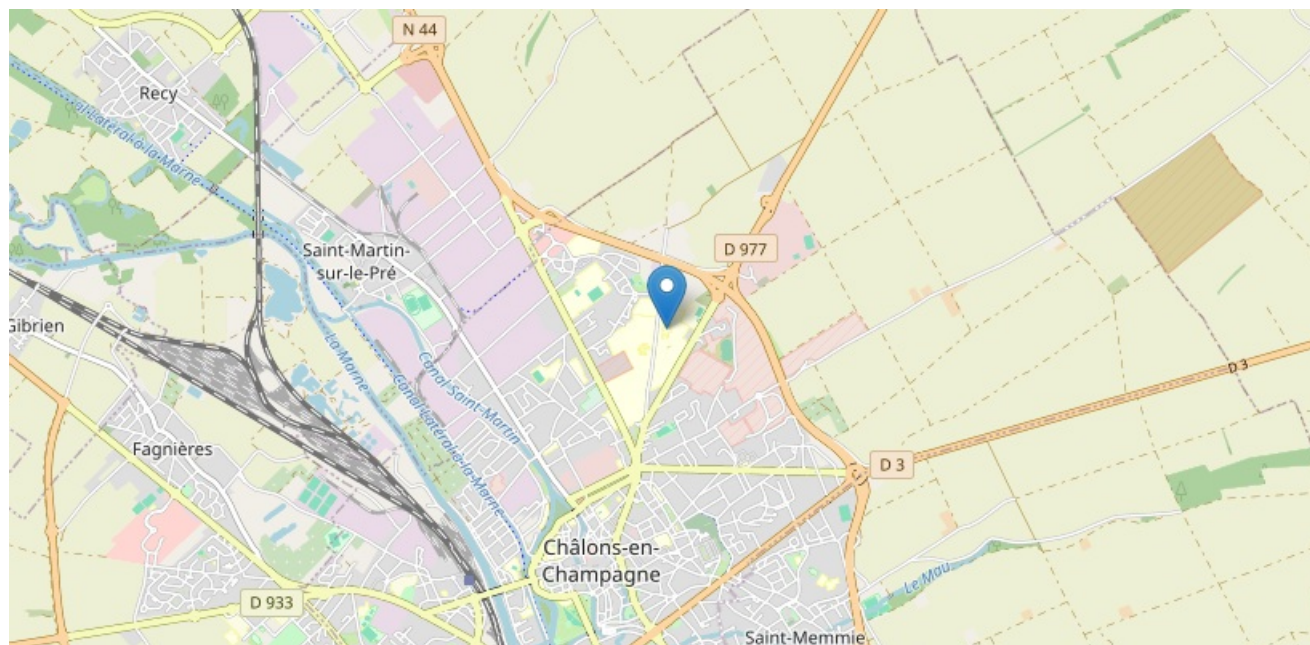 N 44
Recy
al Latéral à la Marne
Saint-Martin-
sur-le-Pré
D 977
Gibrien
La Marne
Canal Saint-Martin
Canal Latéral à la Marne
D 3
Fagnières
D 3
Châlons-en-
Champagne
Le Mau
D 933
Saint-Memmie